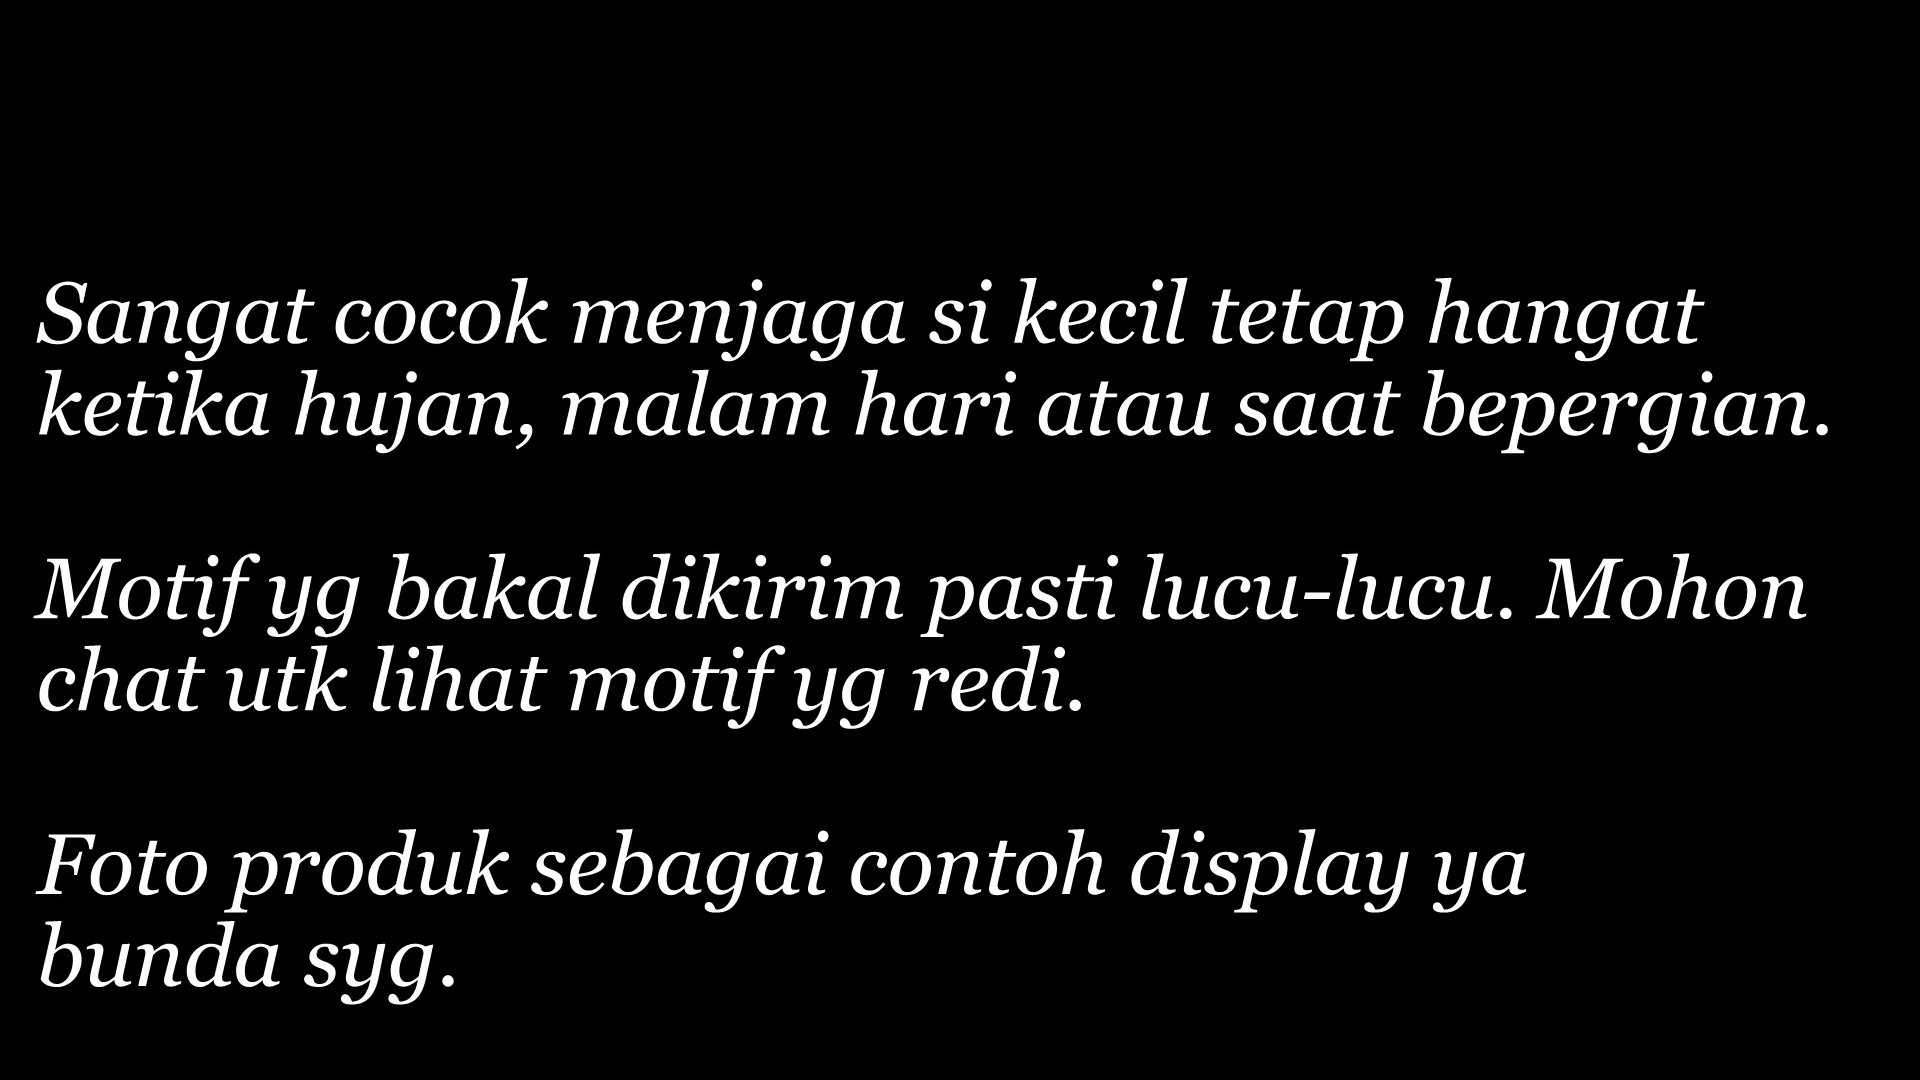 Sangat cocok menjaga si kecil tetap hangat
ketika hujan, malam hari atau saat bepergian.
Motif yg bakal dikirim pasti lucu-lucu. Mohon
chat utk lihat motif yg redi.
Foto produk sebagai contoh display ya
bunda syg.